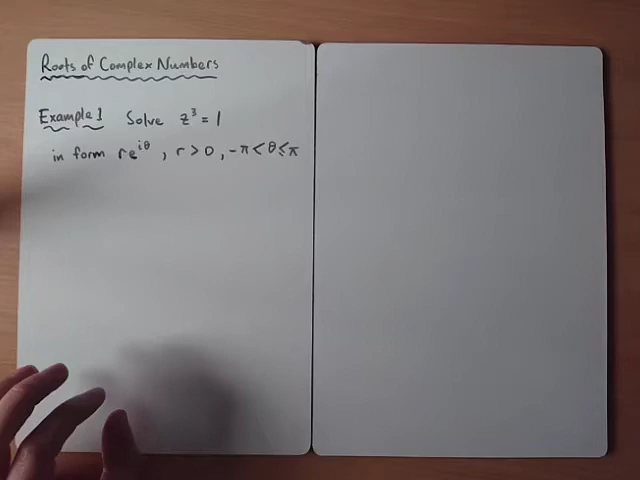 Roots of Complex Numbers
Example 1 Solve z³ = 1
in form re^{iθ}, r > 0, -π < θ ≤ π